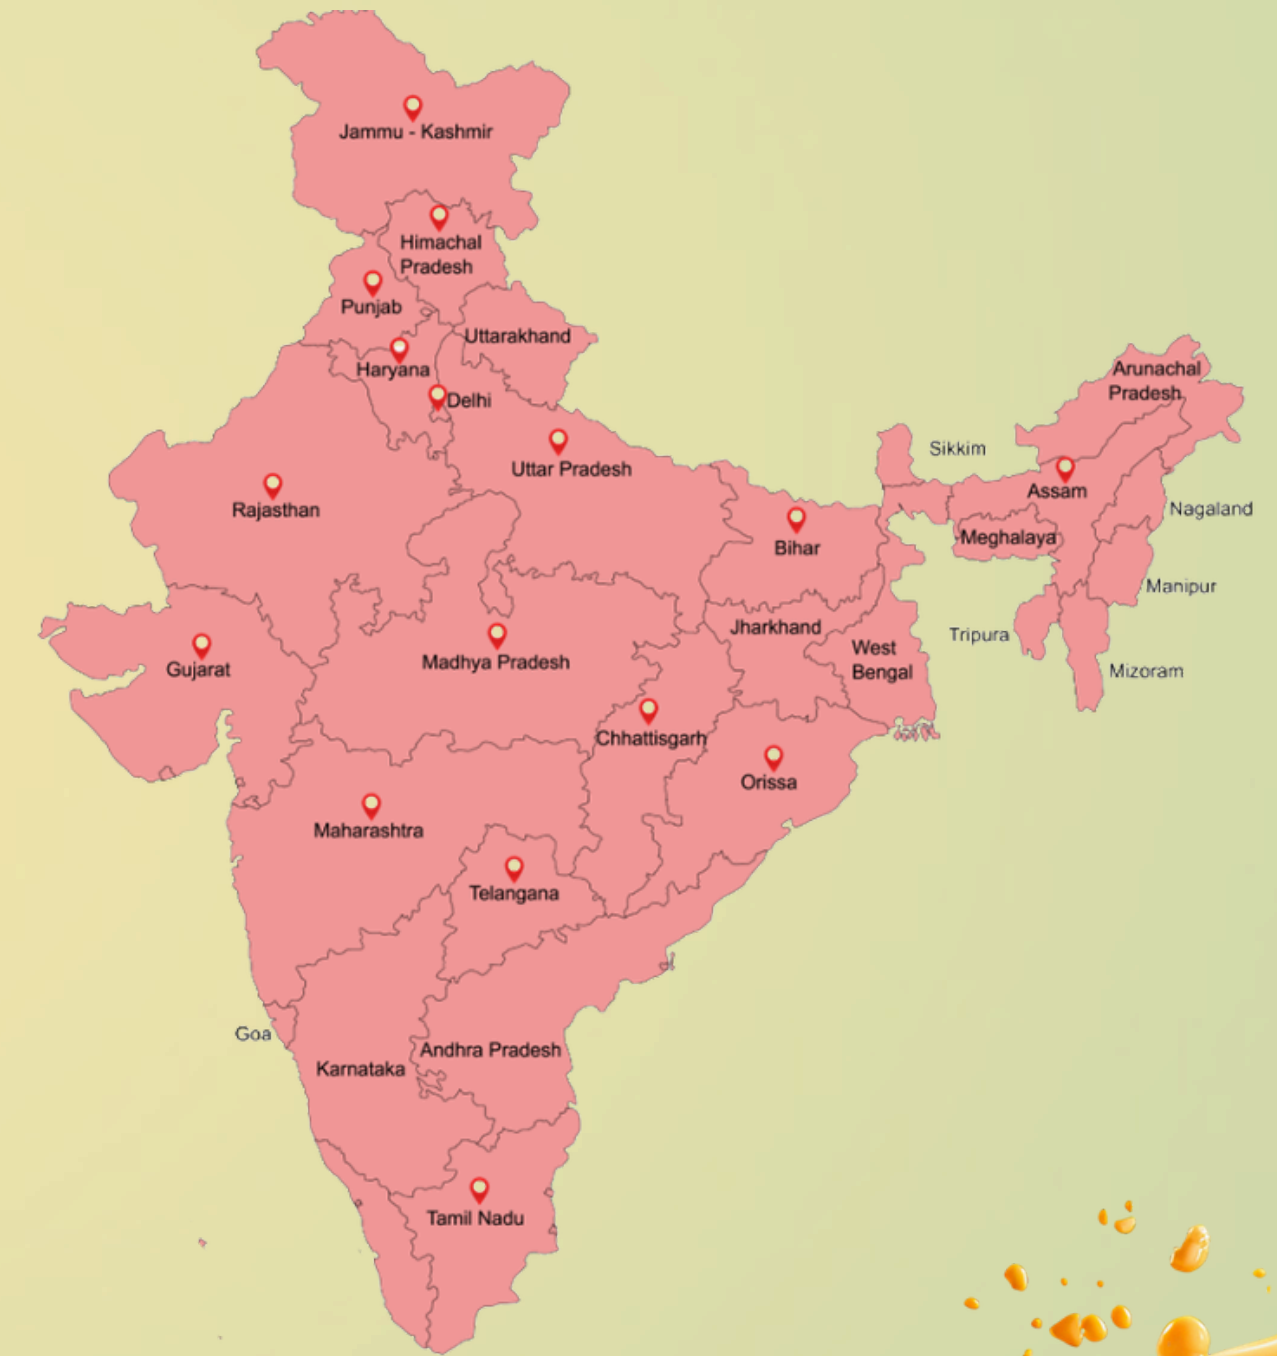 Jammu - Kashmir
Himachal
Pradesh
Punjab
Uttarakhand
Haryana
Delhi
Arunachal
Pradesh
Sikkim
Uttar Pradesh
Rajasthan
Assam
Nagaland
Bihar
Meghalaya
Manipur
Jharkhand
Tripura
West
Bengal
Gujarat
Madhya Pradesh
Mizoram
Chhattisgarh
Orissa
Maharashtra
Telangana
Goa
Andhra Pradesh
Karnataka
Tamil Nadu